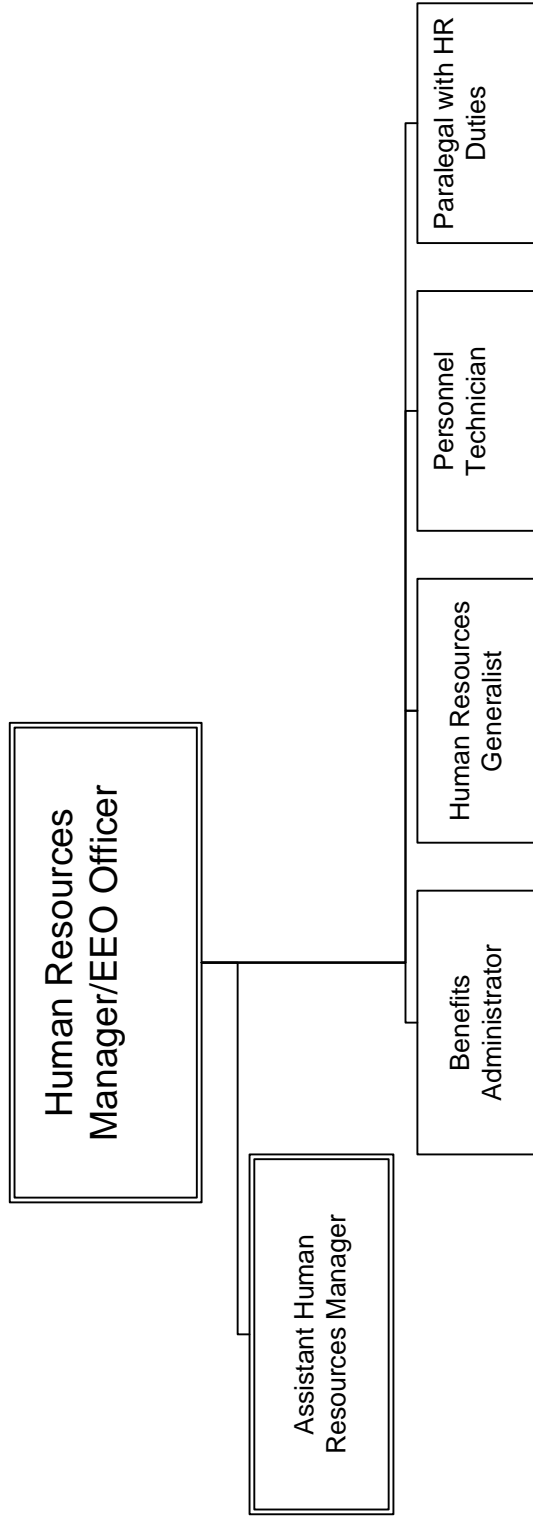 Human Resources
Manager/EEO Officer
Assistant Human
Resources Manager
Benefits
Administrator
Human Resources
Generalist
Personnel
Technician
Paralegal with HR
Duties